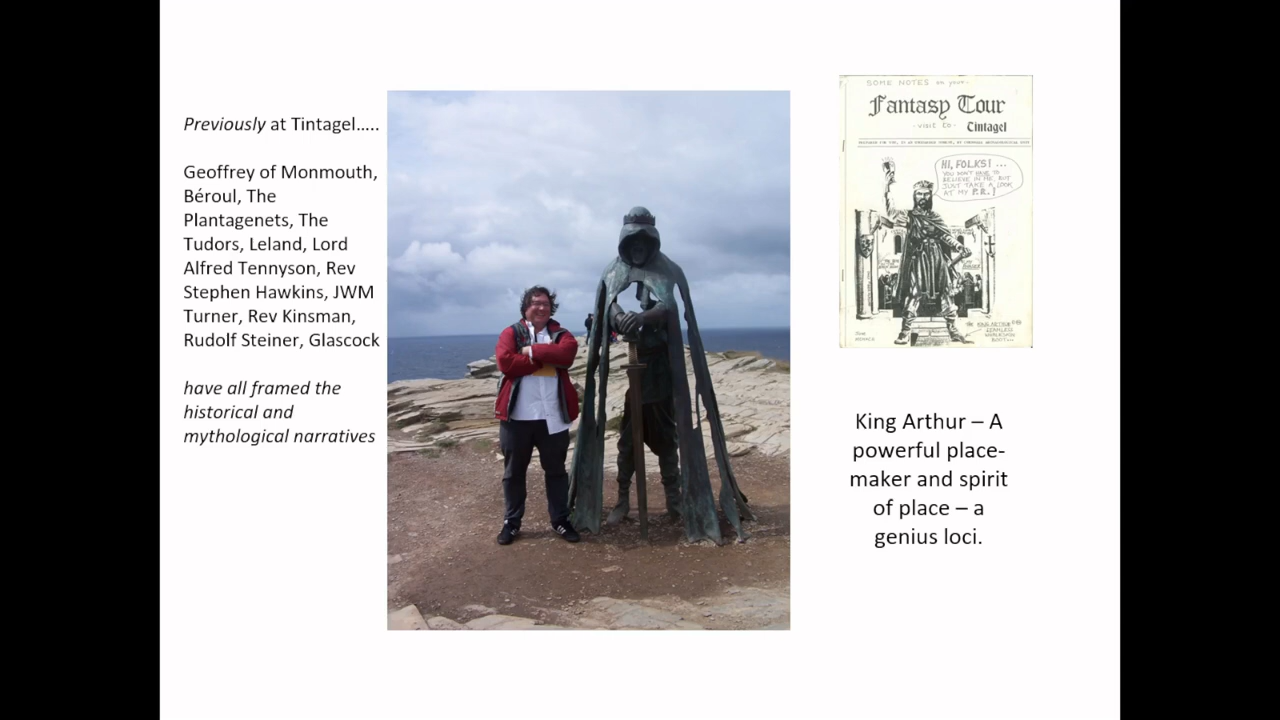 Previously at Tintagel…..
Geoffrey of Monmouth,
Béroul, The
Plantagenets, The
Tudors, Leland, Lord
Alfred Tennyson, Rev
Stephen Hawkins, JWM
Turner, Rev Kinsman,
Rudolf Steiner, Glascock
have all framed the
historical and
mythological narratives
SOME NOTES on your
Fantasy Tour
- visit to - Tintagel
HI, FOLKS! ...
YOU WON'T HAVE TO
BELIEVE IN ME, BUT
JUST TAKE A LOOK
AT MY P.R.!
King Arthur – A
powerful place-
maker and spirit
of place – a
genius loci.